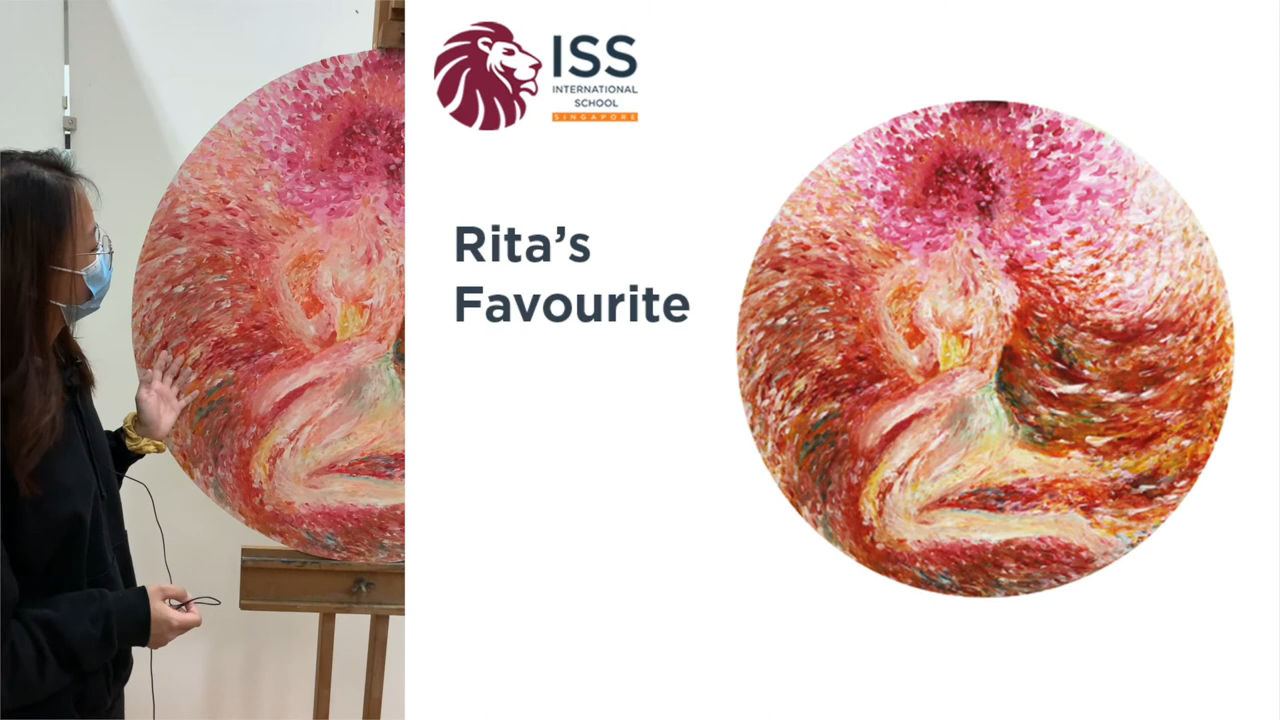 ISS
INTERNATIONAL
SCHOOL
SINGAPORE
Rita's
Favourite